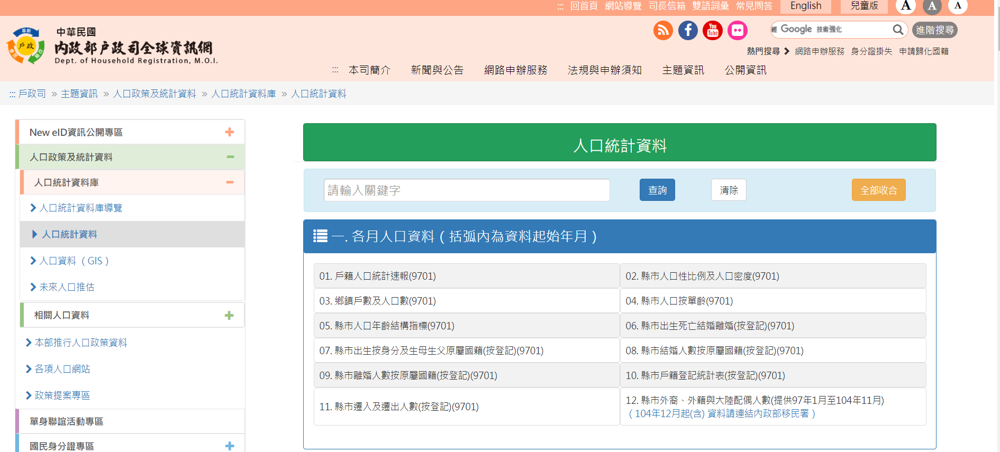 ::: 回首頁 網站導覽 司長信箱 雙語詞彙 常見問答 English 兒童版 A A A
中華民國
內政部戶政司全球資訊網
Dept. of Household Registration, M.O.I.
戶政
革新
便民
You Tube
Google 技術強化
進階搜尋
熱門搜尋 網路申辦服務 身分證掛失 申請歸化國籍
::: 本司簡介 新聞與公告 網路申辦服務 法規與申辦須知 主題資訊 公開資訊
::: 戶政司 » 主題資訊 » 人口政策及統計資料 » 人口統計資料庫 » 人口統計資料
New eID資訊公開專區
人口政策及統計資料
人口統計資料庫
人口統計資料庫導覽
人口統計資料
人口資料（GIS）
未來人口推估
相關人口資料
本部推行人口政策資料
各項人口網站
政策提案專區
單身聯誼活動專區
國民身分證專區
人口統計資料
請輸入關鍵字
查詢
清除
全部收合
一. 各月人口資料（括弧內為資料起始年月）
01. 戶籍人口統計速報(9701)
02. 縣市人口性比例及人口密度(9701)
03. 鄉鎮戶數及人口數(9701)
04. 縣市人口按單齡(9701)
05. 縣市人口年齡結構指標(9701)
06. 縣市出生死亡結婚離婚(按登記)(9701)
07. 縣市出生按身分及生母生父原屬國籍(按登記)(9701)
08. 縣市結婚人數按原屬國籍(按登記)(9701)
09. 縣市離婚人數按原屬國籍(按登記)(9701)
10. 縣市戶籍登記統計表(按登記)(9701)
11. 縣市遷入及遷出人數(按登記)(9701)
12. 縣市外裔、外籍與大陸配偶人數(提供97年1月至104年11月)
（104年12月起(含) 資料請連結內政部移民署）